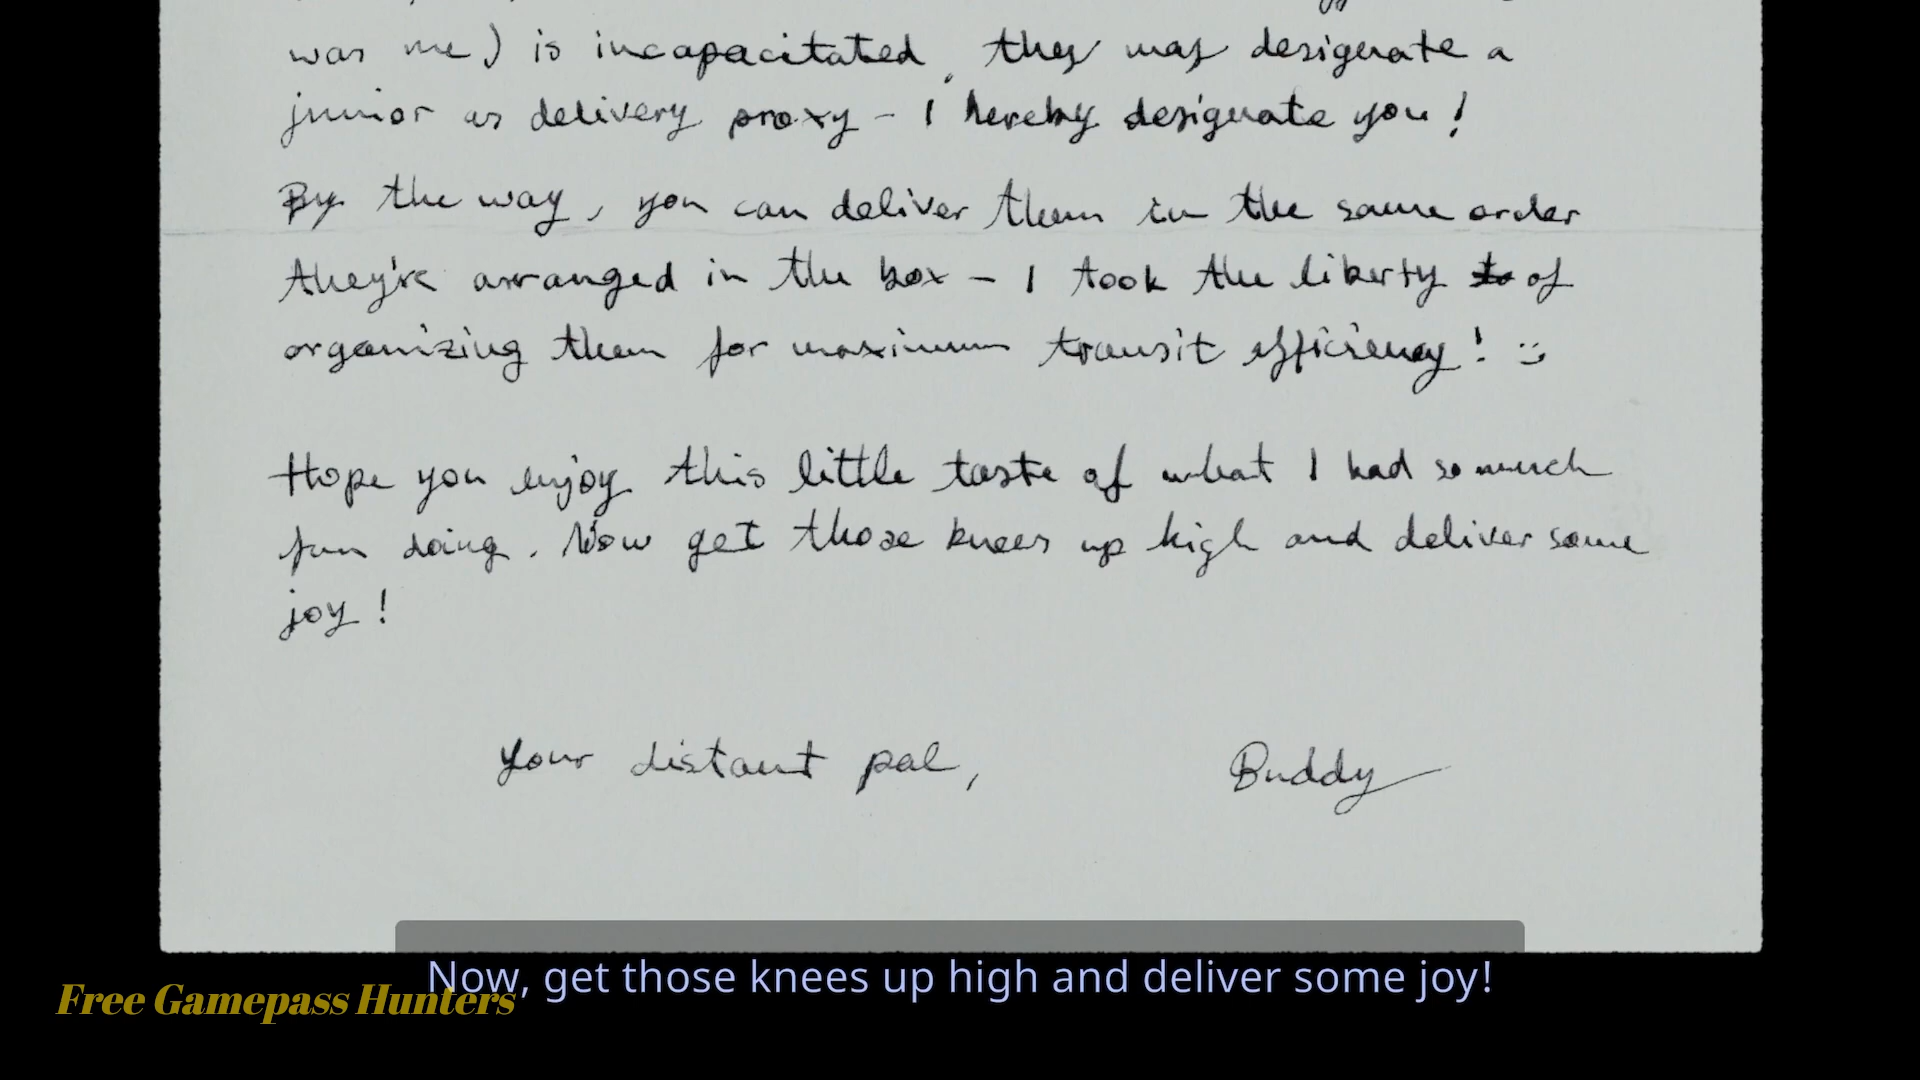 was me) is incapacitated, they may designate a
junior as delivery proxy - I hereby designate you!
By the way, you can deliver them in the same order
they're arranged in the box - I took the liberty to of
organizing them for maximum transit efficiency! :)
Hope you enjoy this little taste of what I had so much
fun doing. Now get those knees up high and deliver some
joy!
Your distant pal, Buddy
Now, get those knees up high and deliver some joy!
Free Gamepass Hunters